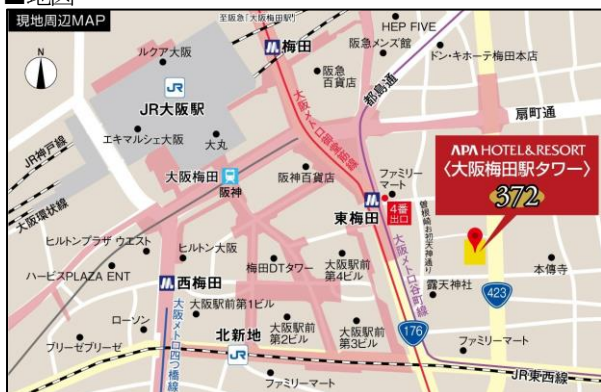 ■地図
現地周辺MAP
至阪急「大阪梅田駅」
HEP FIVE
梅田
阪急
メンズ館
ドン・キホーテ梅田本店
ルクア大阪
N
阪急
百貨店
都島通
JR
JR大阪駅
扇町通
大阪メトロ御堂筋線
エキマルシェ大阪
大丸
JR神戸線
APA HOTEL&RESORT
〈大阪梅田駅タワー〉
372
大阪梅田
阪神
阪神百貨店
ファミリー
マート
大阪環状線
東梅田
4番
出口
曽根崎お初天神通り
ヒルトンプラザ ウエスト
ヒルトン大阪
大阪メトロ谷町線
ハービスPLAZA ENT
西梅田
梅田DTタワー
大阪駅前
第4ビル
本傳寺
露天神社
423
大阪駅前第1ビル
ローソン
北新地
大阪駅前
第2ビル
大阪駅前
第3ビル
176
ブリーゼブリーゼ
大阪メトロ四つ橋線
JR
ファミリーマート
ファミリーマート
JR東西線